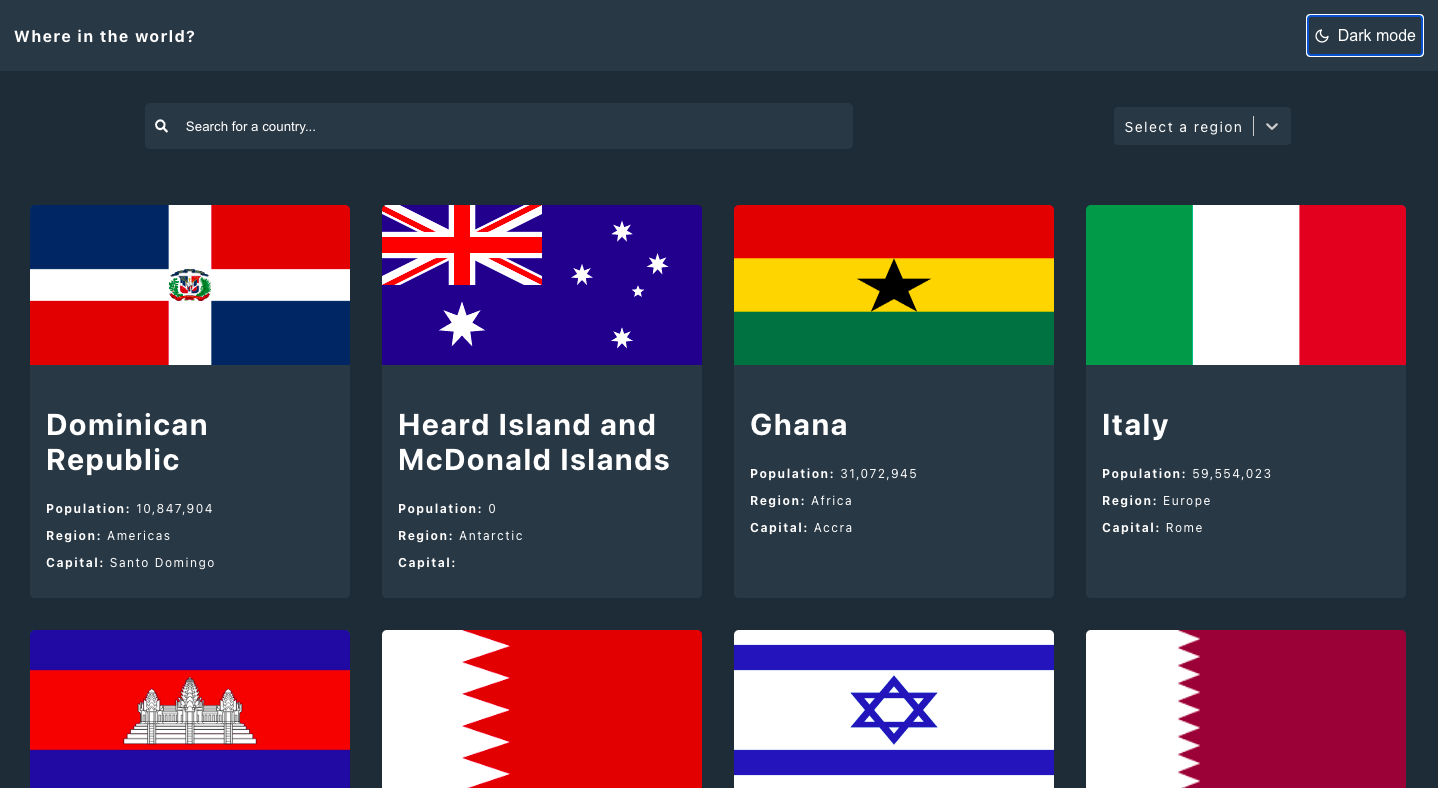 Where in the world?
Dark mode
Search for a country...
Select a region
Dominican
Republic
Population: 10,847,904
Region: Americas
Capital: Santo Domingo
Heard Island and
McDonald Islands
Population: 0
Region: Antarctic
Capital:
Ghana
Population: 31,072,945
Region: Africa
Capital: Accra
Italy
Population: 59,554,023
Region: Europe
Capital: Rome